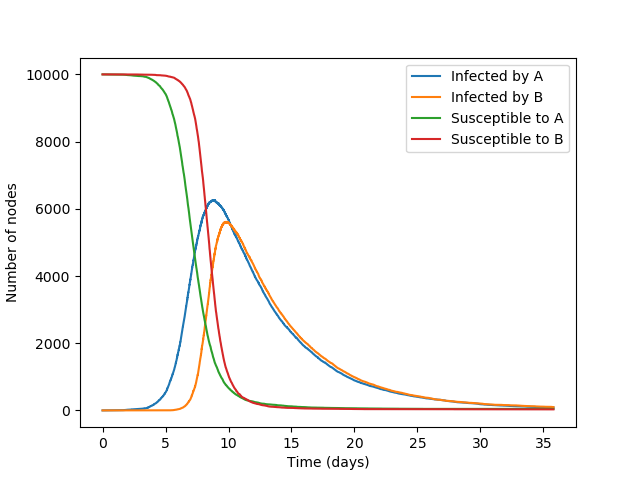 10000
8000
6000
4000
2000
0
Number of nodes
Infected by A
Infected by B
Susceptible to A
Susceptible to B
0 5 10 15 20 25 30 35
Time (days)